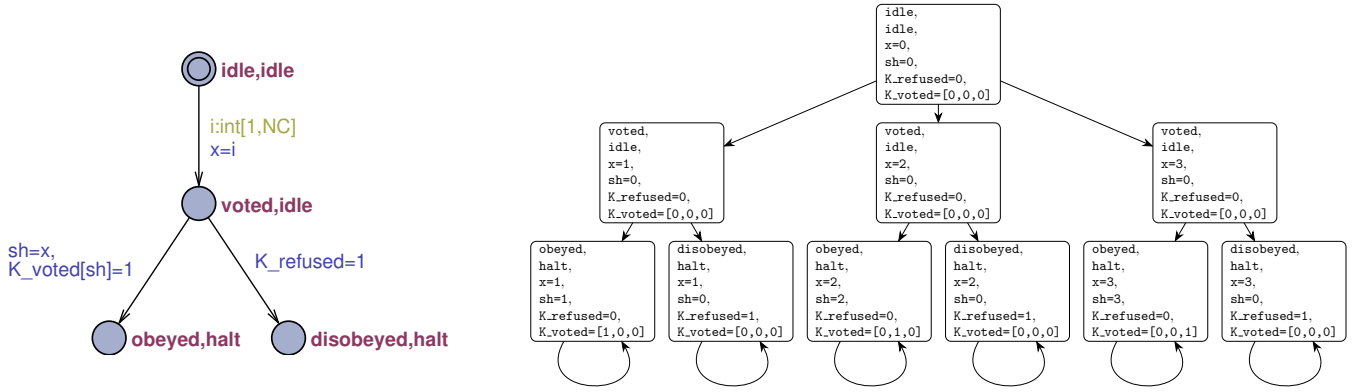 idle,idle
i:int[1,NC]
x=i
voted,idle
sh=x,
K_voted[sh]=1
K_refused=1
obeyed,halt
disobeyed,halt
idle,
idle,
x=0,
sh=0,
K_refused=0,
K_voted=[0,0,0]
voted,
idle,
x=1,
sh=0,
K_refused=0,
K_voted=[0,0,0]
voted,
idle,
x=2,
sh=0,
K_refused=0,
K_voted=[0,0,0]
voted,
idle,
x=3,
sh=0,
K_refused=0,
K_voted=[0,0,0]
obeyed,
halt,
x=1,
sh=1,
K_refused=0,
K_voted=[1,0,0]
disobeyed,
halt,
x=1,
sh=0,
K_refused=1,
K_voted=[0,0,0]
obeyed,
halt,
x=2,
sh=2,
K_refused=0,
K_voted=[0,1,0]
disobeyed,
halt,
x=2,
sh=0,
K_refused=1,
K_voted=[0,0,0]
obeyed,
halt,
x=3,
sh=3,
K_refused=0,
K_voted=[0,0,1]
disobeyed,
halt,
x=3,
sh=0,
K_refused=1,
K_voted=[0,0,0]